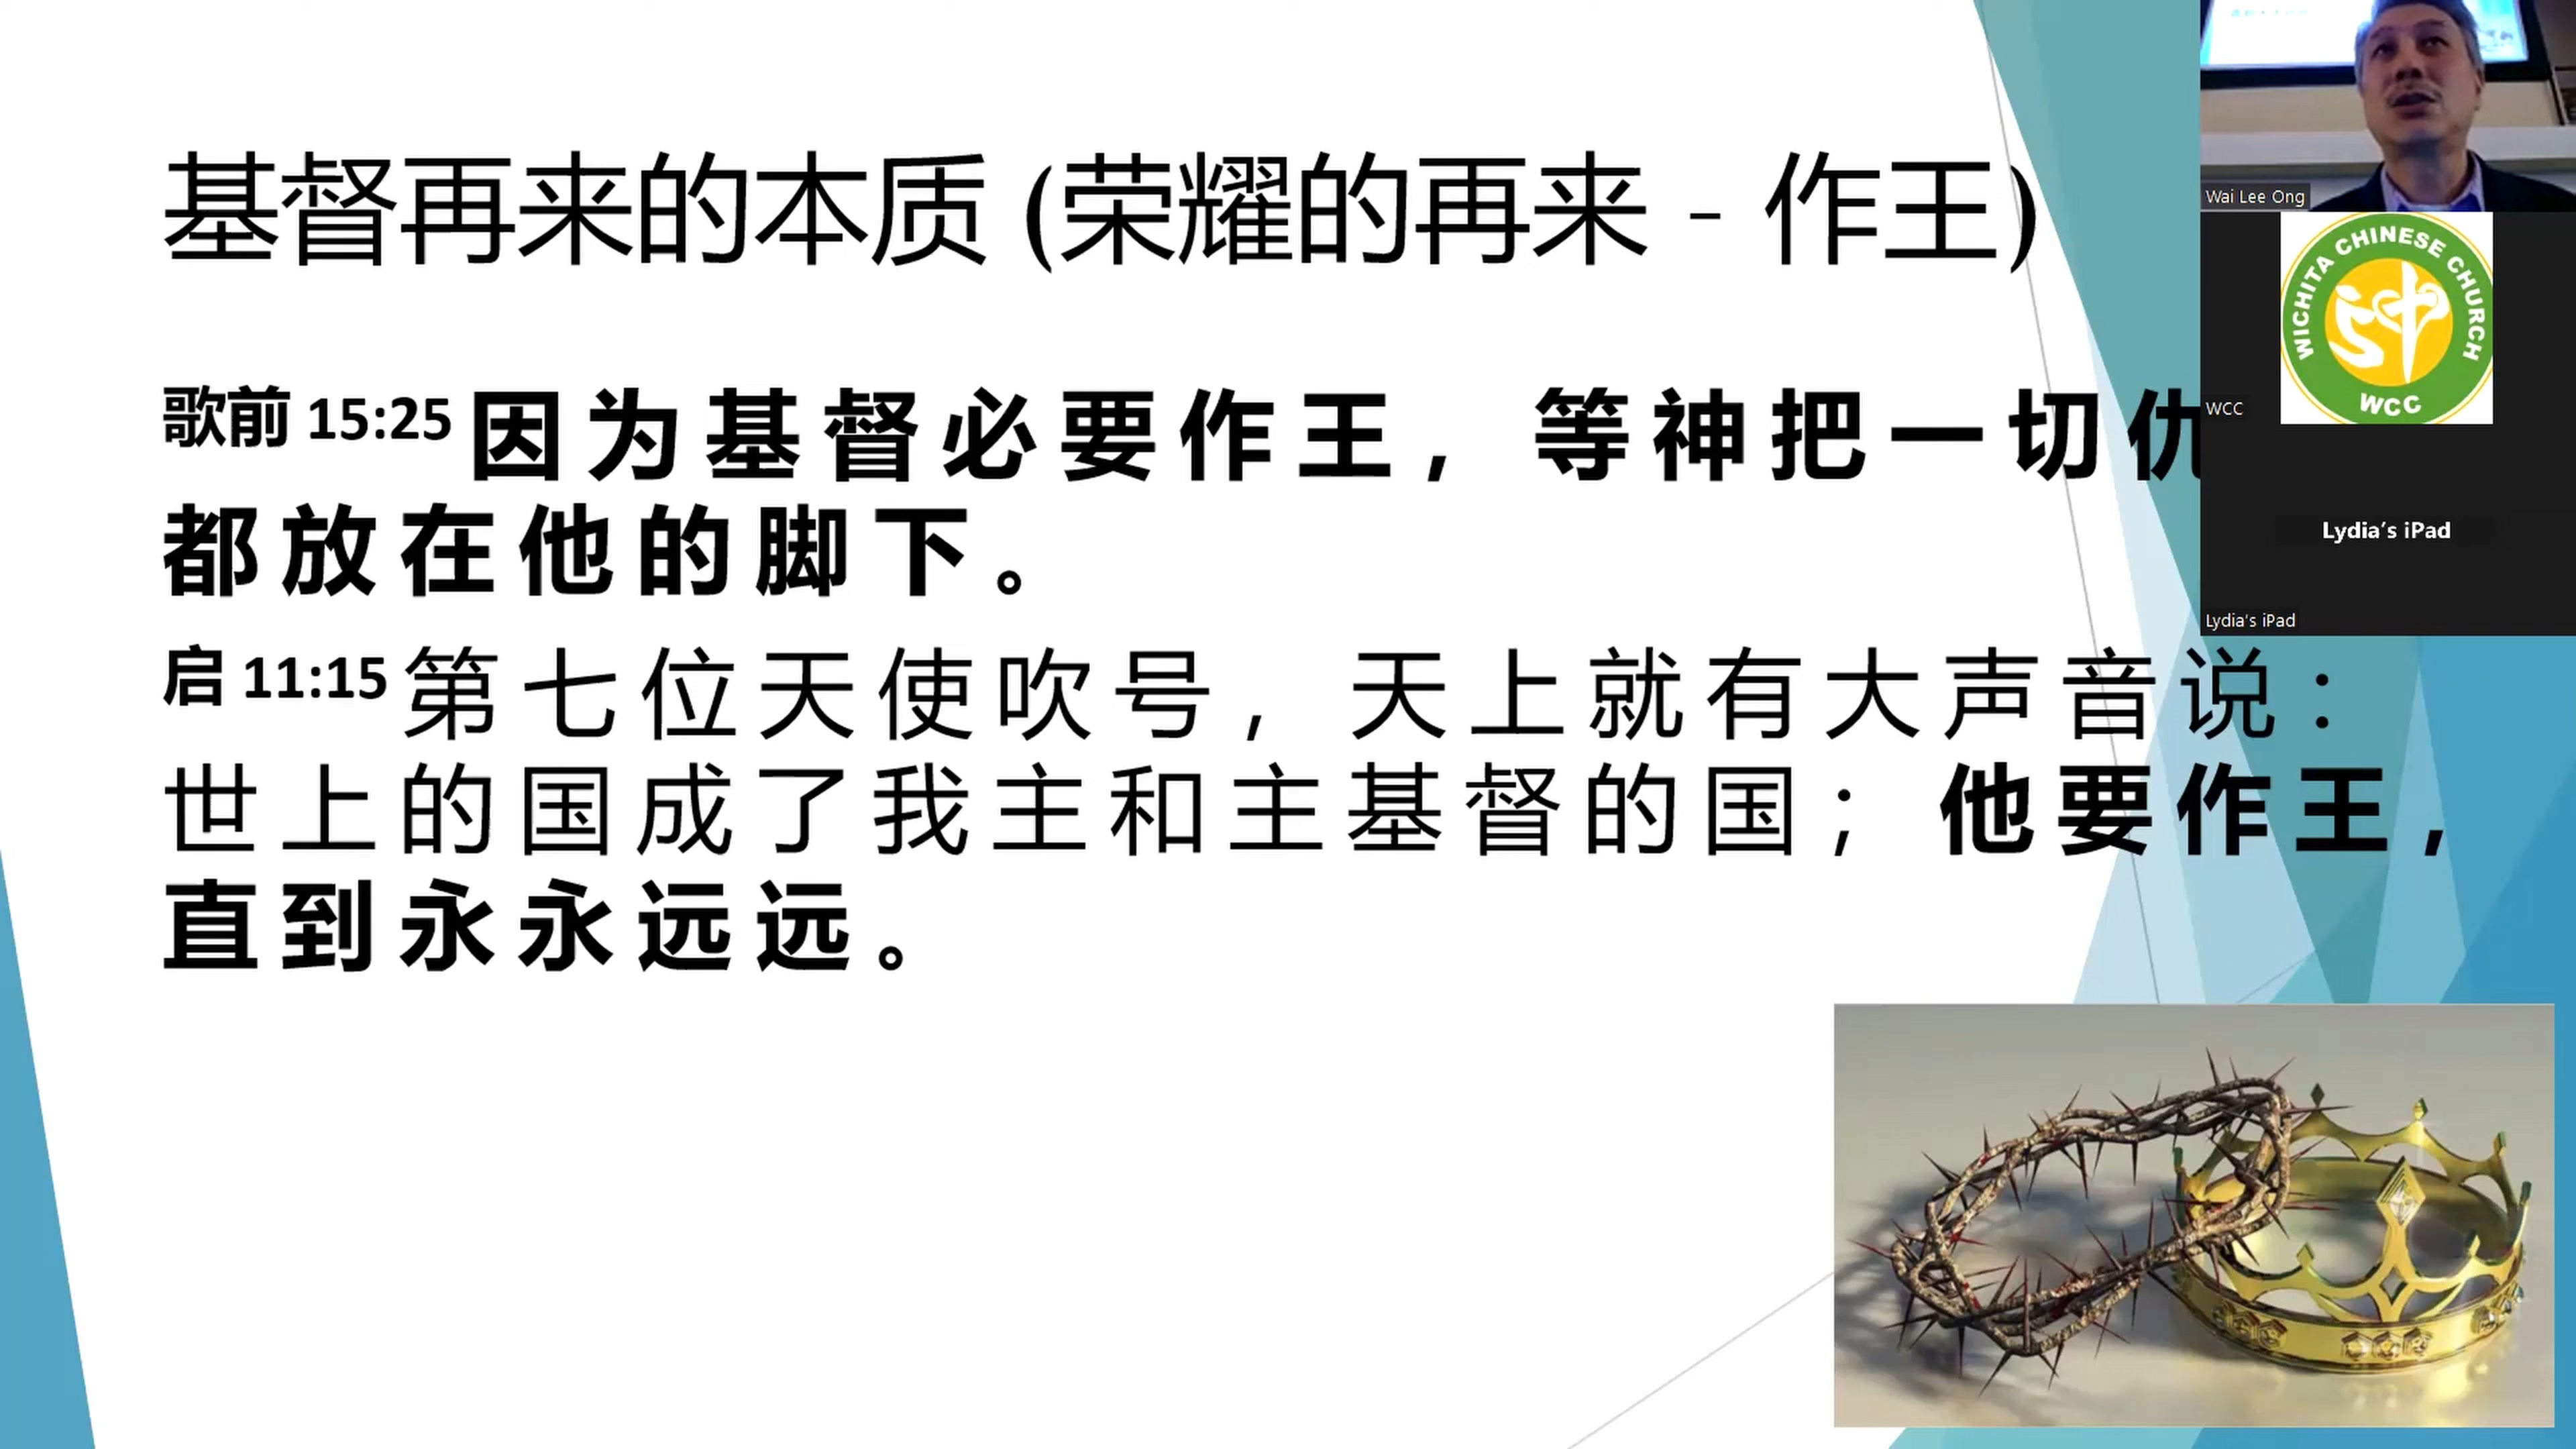 基督再来的本质 (荣耀的再来 - 作王)
歌前 15:25 因为基督必要作王，等神把一切仇
都放在他的脚下。
启 11:15 第七位天使吹号，天上就有大声音说：
世上的国成了我主和主基督的国；他要作王，
直到永永远远。
Wai Lee Ong
WICHITA CHINESE CHURCH
WCC
WCC
Lydia's iPad
Lydia's iPad